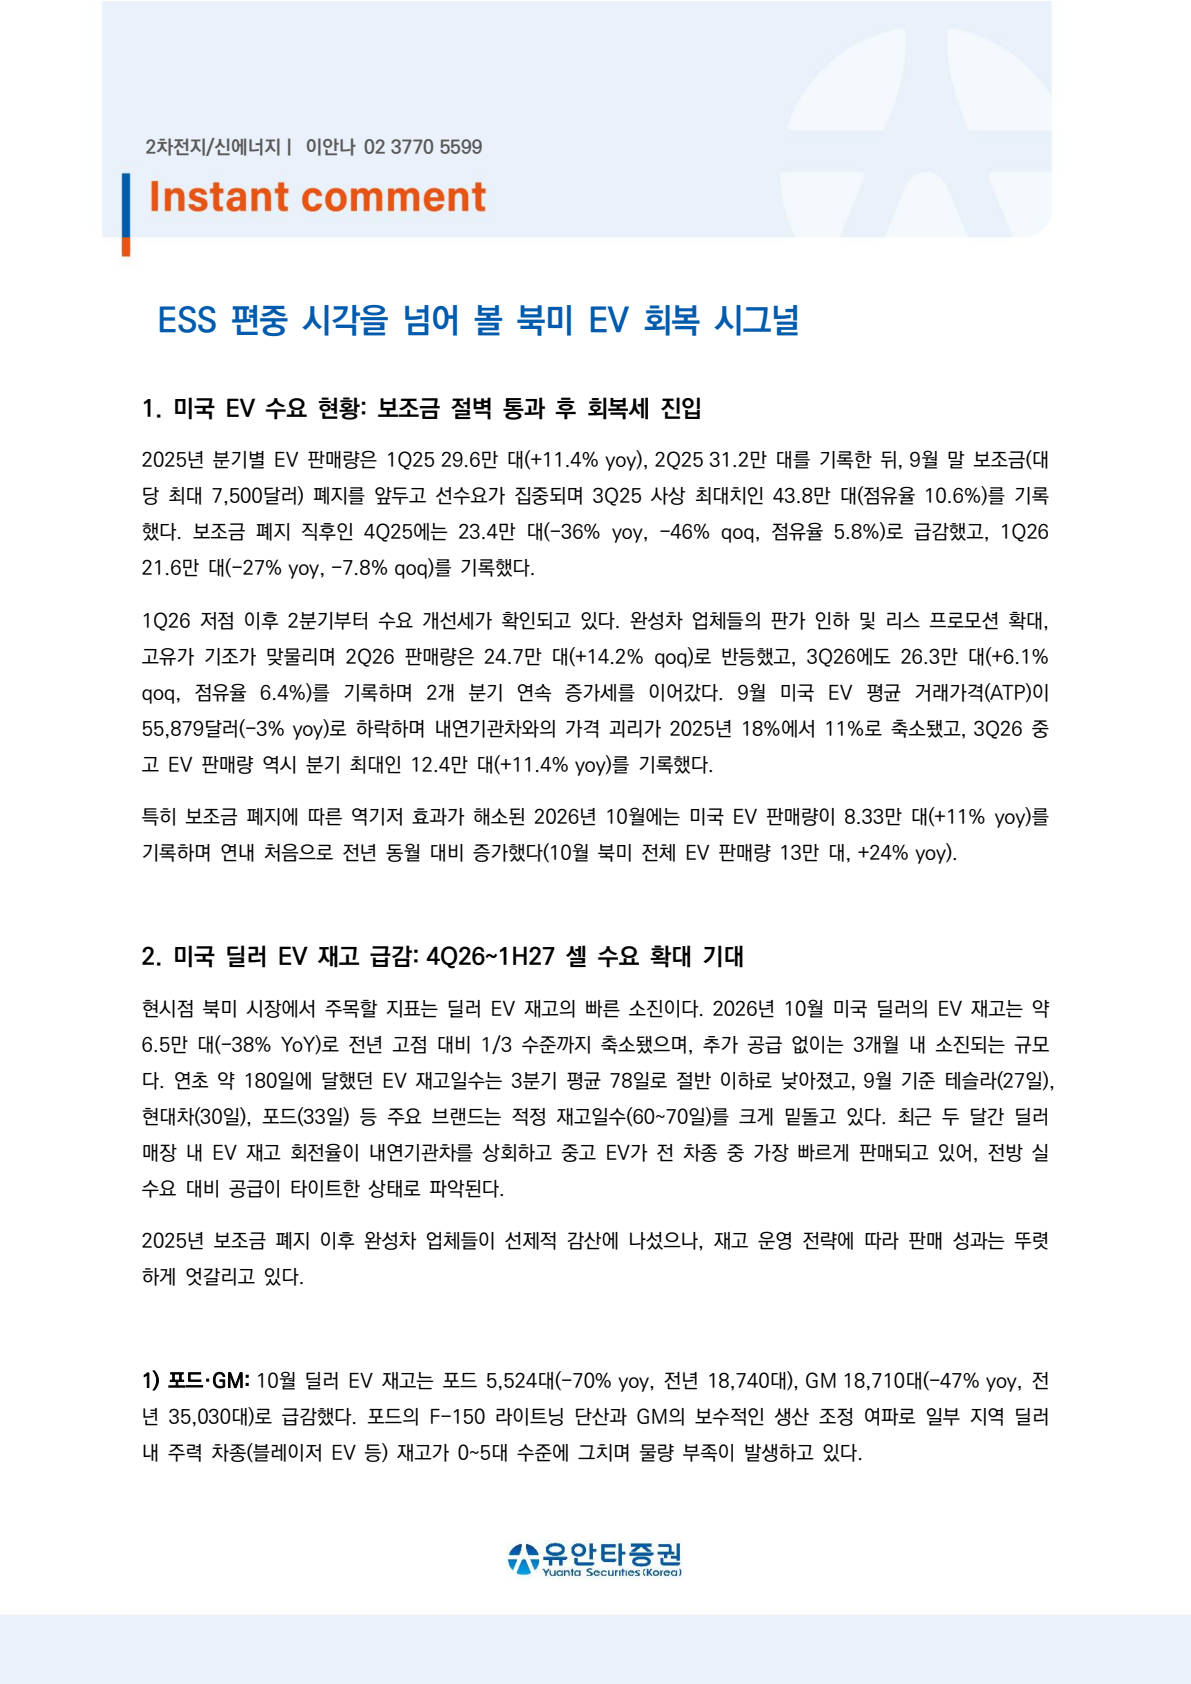 2차전지/신에너지 | 이안나 02 3770 5599
Instant comment
ESS 편중 시각을 넘어 볼 북미 EV 회복 시그널
1. 미국 EV 수요 현황: 보조금 절벽 통과 후 회복세 진입
2025년 분기별 EV 판매량은 1Q25 29.6만 대(+11.4% yoy), 2Q25 31.2만 대를 기록한 뒤, 9월 말 보조금(대
당 최대 7,500달러) 폐지를 앞두고 선수요가 집중되며 3Q25 사상 최대치인 43.8만 대(점유율 10.6%)를 기록
했다. 보조금 폐지 직후인 4Q25에는 23.4만 대(-36% yoy, -46% qoq, 점유율 5.8%)로 급감했고, 1Q26
21.6만 대(-27% yoy, -7.8% qoq)를 기록했다.
1Q26 저점 이후 2분기부터 수요 개선세가 확인되고 있다. 완성차 업체들의 판가 인하 및 리스 프로모션 확대,
고유가 기조가 맞물리며 2Q26 판매량은 24.7만 대(+14.2% qoq)로 반등했고, 3Q26에도 26.3만 대(+6.1%
qoq, 점유율 6.4%)를 기록하며 2개 분기 연속 증가세를 이어갔다. 9월 미국 EV 평균 거래가격(ATP)이
55,879달러(-3% yoy)로 하락하며 내연기관차와의 가격 괴리가 2025년 18%에서 11%로 축소됐고, 3Q26 중
고 EV 판매량 역시 분기 최대인 12.4만 대(+11.4% yoy)를 기록했다.
특히 보조금 폐지에 따른 역기저 효과가 해소된 2026년 10월에는 미국 EV 판매량이 8.33만 대(+11% yoy)를
기록하며 연내 처음으로 전년 동월 대비 증가했다(10월 북미 전체 EV 판매량 13만 대, +24% yoy).
2. 미국 딜러 EV 재고 급감: 4Q26~1H27 셀 수요 확대 기대
현시점 북미 시장에서 주목할 지표는 딜러 EV 재고의 빠른 소진이다. 2026년 10월 미국 딜러의 EV 재고는 약
6.5만 대(-38% YoY)로 전년 고점 대비 1/3 수준까지 축소됐으며, 추가 공급 없이는 3개월 내 소진되는 규모
다. 연초 약 180일에 달했던 EV 재고일수는 3분기 평균 78일로 절반 이하로 낮아졌고, 9월 기준 테슬라(27일),
현대차(30일), 포드(33일) 등 주요 브랜드는 적정 재고일수(60~70일)를 크게 밑돌고 있다. 최근 두 달간 딜러
매장 내 EV 재고 회전율이 내연기관차를 상회하고 중고 EV가 전 차종 중 가장 빠르게 판매되고 있어, 전방 실
수요 대비 공급이 타이트한 상태로 파악된다.
2025년 보조금 폐지 이후 완성차 업체들이 선제적 감산에 나섰으나, 재고 운영 전략에 따라 판매 성과는 뚜렷
하게 엇갈리고 있다.
1) 포드·GM: 10월 딜러 EV 재고는 포드 5,524대(-70% yoy, 전년 18,740대), GM 18,710대(-47% yoy, 전
년 35,030대)로 급감했다. 포드의 F-150 라이트닝 단산과 GM의 보수적인 생산 조정 여파로 일부 지역 딜러
내 주력 차종(블레이저 EV 등) 재고가 0~5대 수준에 그치며 물량 부족이 발생하고 있다.
유안타증권
Yuanta Securities (Korea)